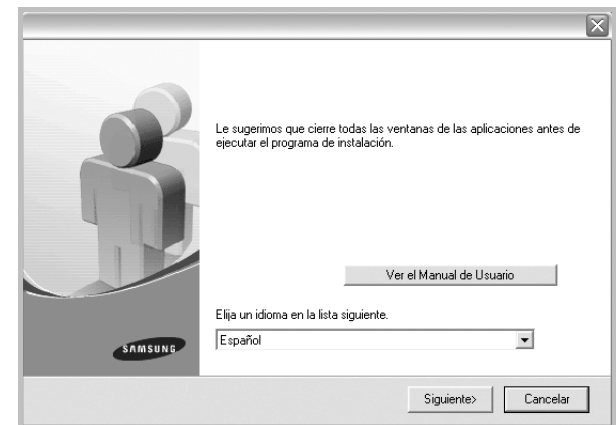 Le sugerimos que cierre todas las ventanas de las aplicaciones antes de
ejecutar el programa de instalación.
Ver el Manual de Usuario
Elija un idioma en la lista siguiente.
Español
SAMSUNG
Siguiente>
Cancelar